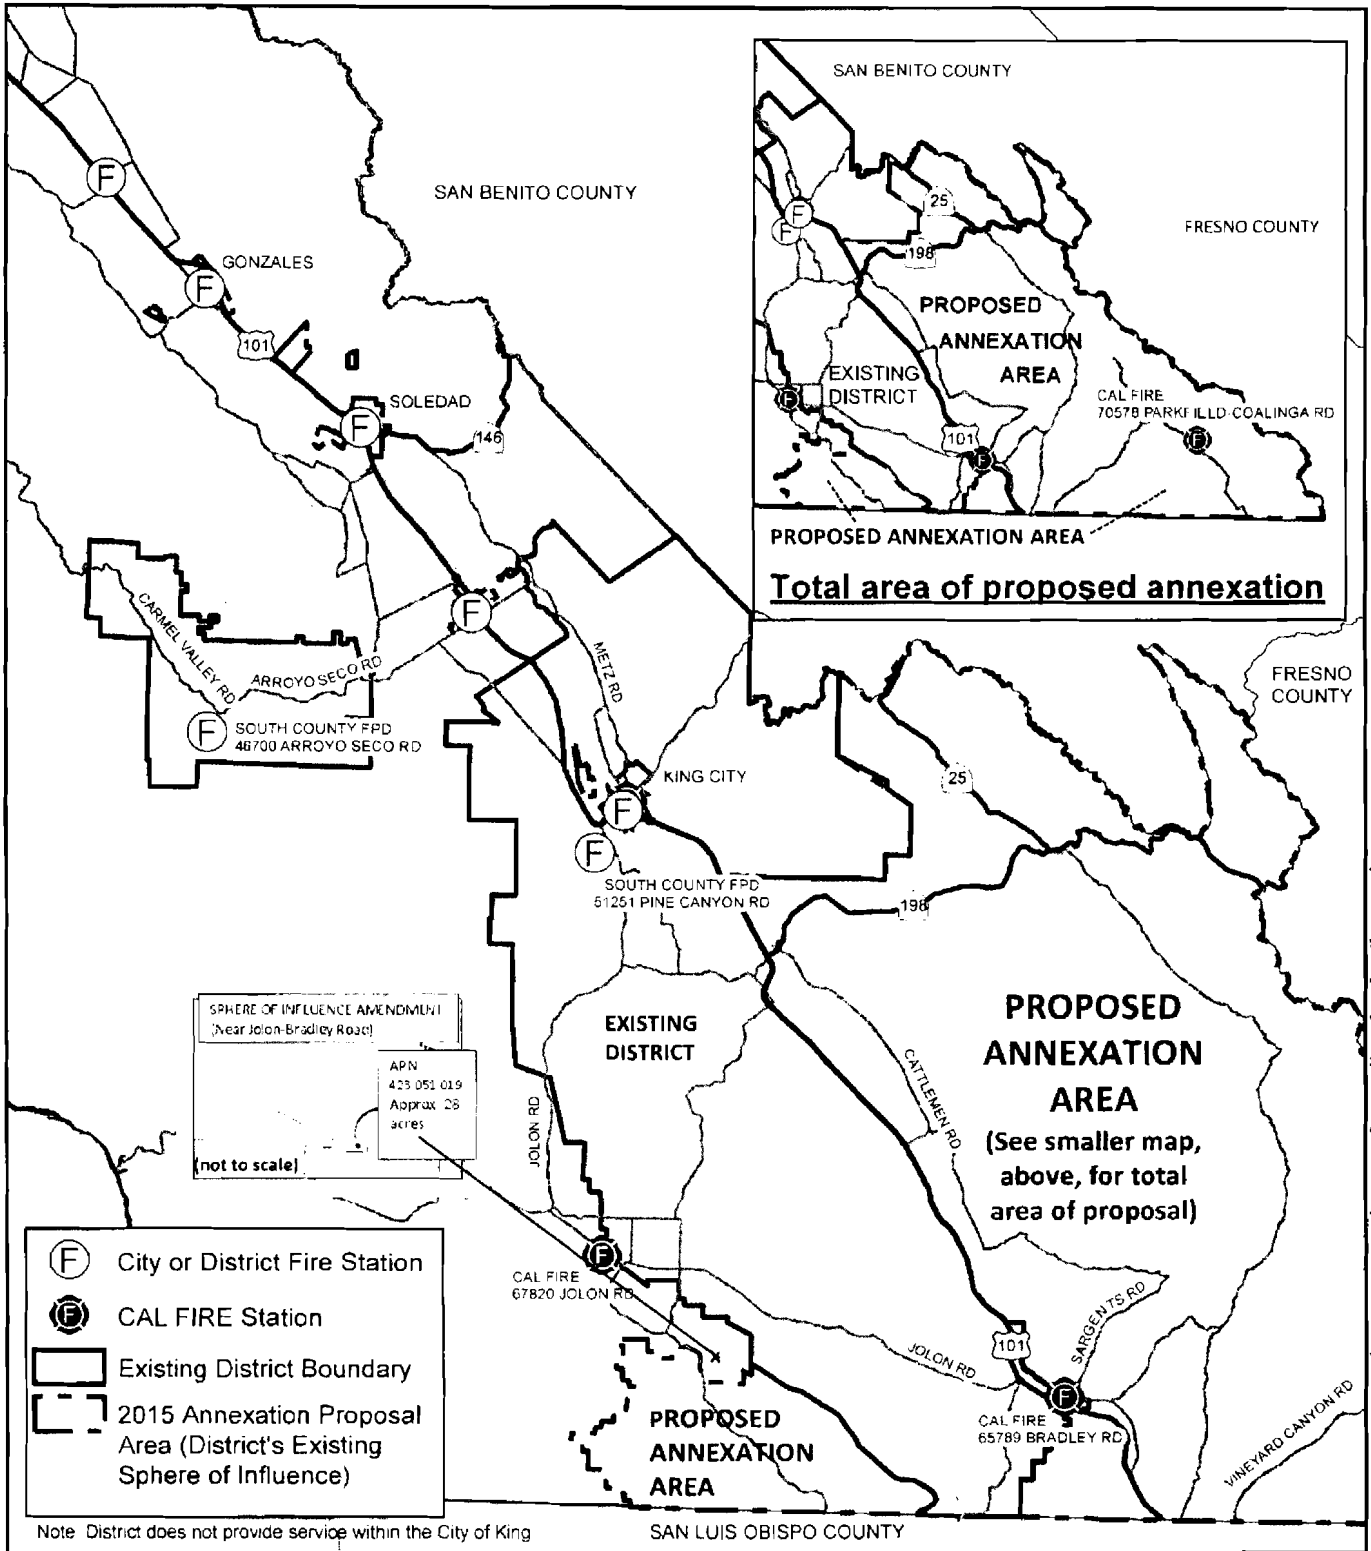 SAN BENITO COUNTY
FRESNO COUNTY
25
198
PROPOSED
ANNEXATION
AREA
EXISTING
DISTRICT
CAL FIRE
101
F
F
F
F
F
PROPOSED ANNEXATION AREA
Total area of proposed annexation
F
SAN BENITO COUNTY
GONZALES
F
101
SOLEDAD
F
146
F
CARMEL VALLEY RD
ARROYO SECO RD
METZ RD
F
SOUTH COUNTY FPD
46700 ARROYO SECO RD
FRESNO
COUNTY
KING CITY
F
F
25
SOUTH COUNTY FPD
51251 PINE CANYON RD
198
SPHERE OF INFLUENCE AMENDMENT
(Near Jolon-Bradley Road)
APN
423 051 019
Approx 28
acres
(not to scale)
EXISTING
DISTRICT
PROPOSED
ANNEXATION
AREA
(See smaller map,
above, for total
area of proposal)
CATTLEMEN RD
JOLON RD
F
CAL FIRE
67820 JOLON RD
SARGENTS RD
101
JOLON RD
F
CAL FIRE
65789 BRADLEY RD
VINEYARD CANYON RD
PROPOSED
ANNEXATION
AREA
F City or District Fire Station
F CAL FIRE Station
Existing District Boundary
2015 Annexation Proposal
Area (District's Existing
Sphere of Influence)
Note District does not provide service within the City of King
SAN LUIS OBISPO COUNTY